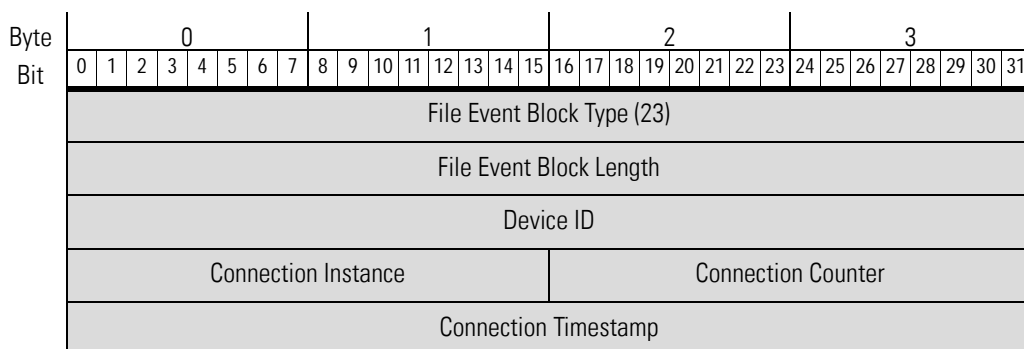 Byte 0 1 2 3
Bit 0 1 2 3 4 5 6 7 8 9 10 11 12 13 14 15 16 17 18 19 20 21 22 23 24 25 26 27 28 29 30 31
File Event Block Type (23)
File Event Block Length
Device ID
Connection Instance Connection Counter
Connection Timestamp